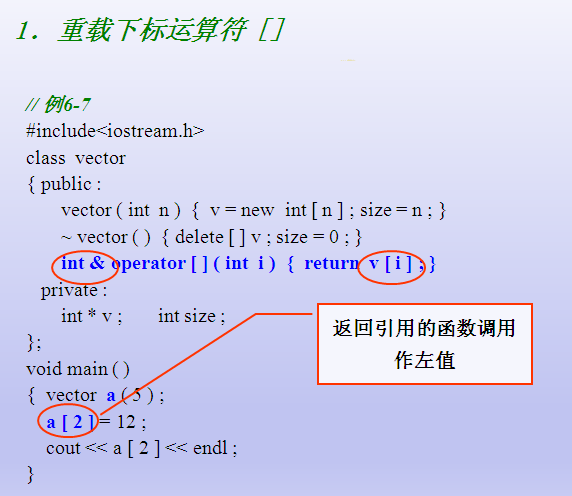 1. 重载下标运算符 []
// 例6-7
#include<iostream.h>
class vector
{ public :
vector ( int n ) { v = new int [ n ] ; size = n ; }
~ vector ( ) { delete [ ] v ; size = 0 ; }
int & operator [ ] ( int i ) { return v [ i ] ; }
private :
int * v ; int size ;
};
void main ( )
{ vector a ( 5 ) ;
a [ 2 ] = 12 ;
cout << a [ 2 ] << endl ;
}
返回引用的函数调用
作左值